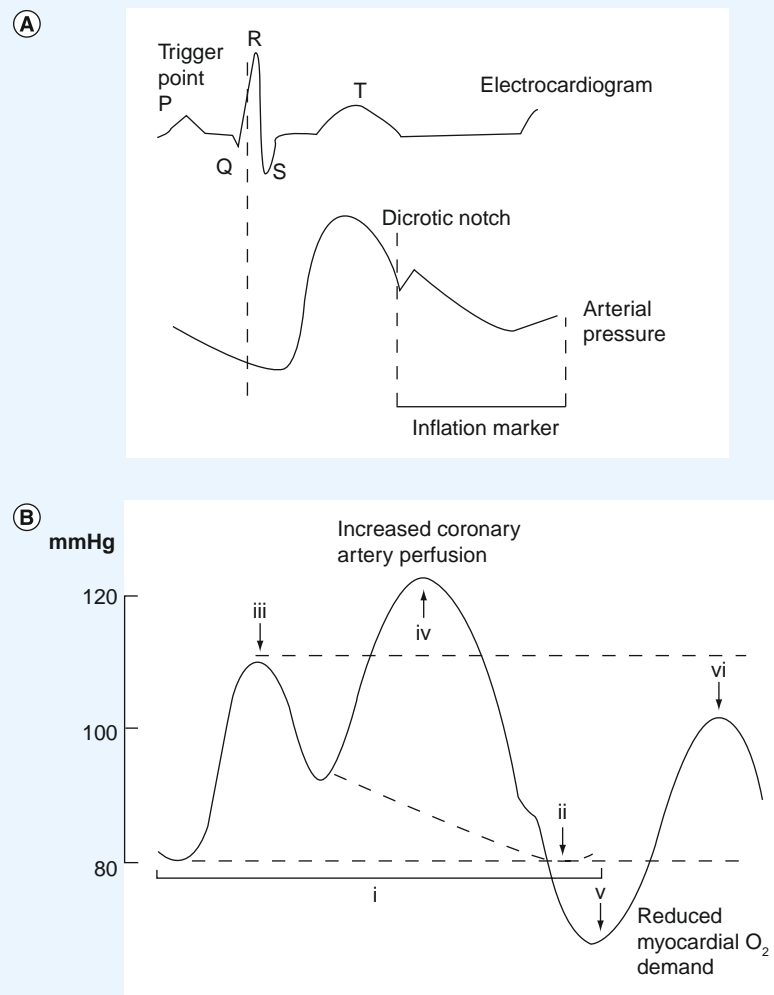 A
Trigger
point
P
R
Q
S
T
Electrocardiogram
Dicrotic notch
Arterial
pressure
Inflation marker
B
mmHg
Increased coronary
artery perfusion
120
100
80
iii
iv
vi
ii
i
v
Reduced
myocardial O2
demand